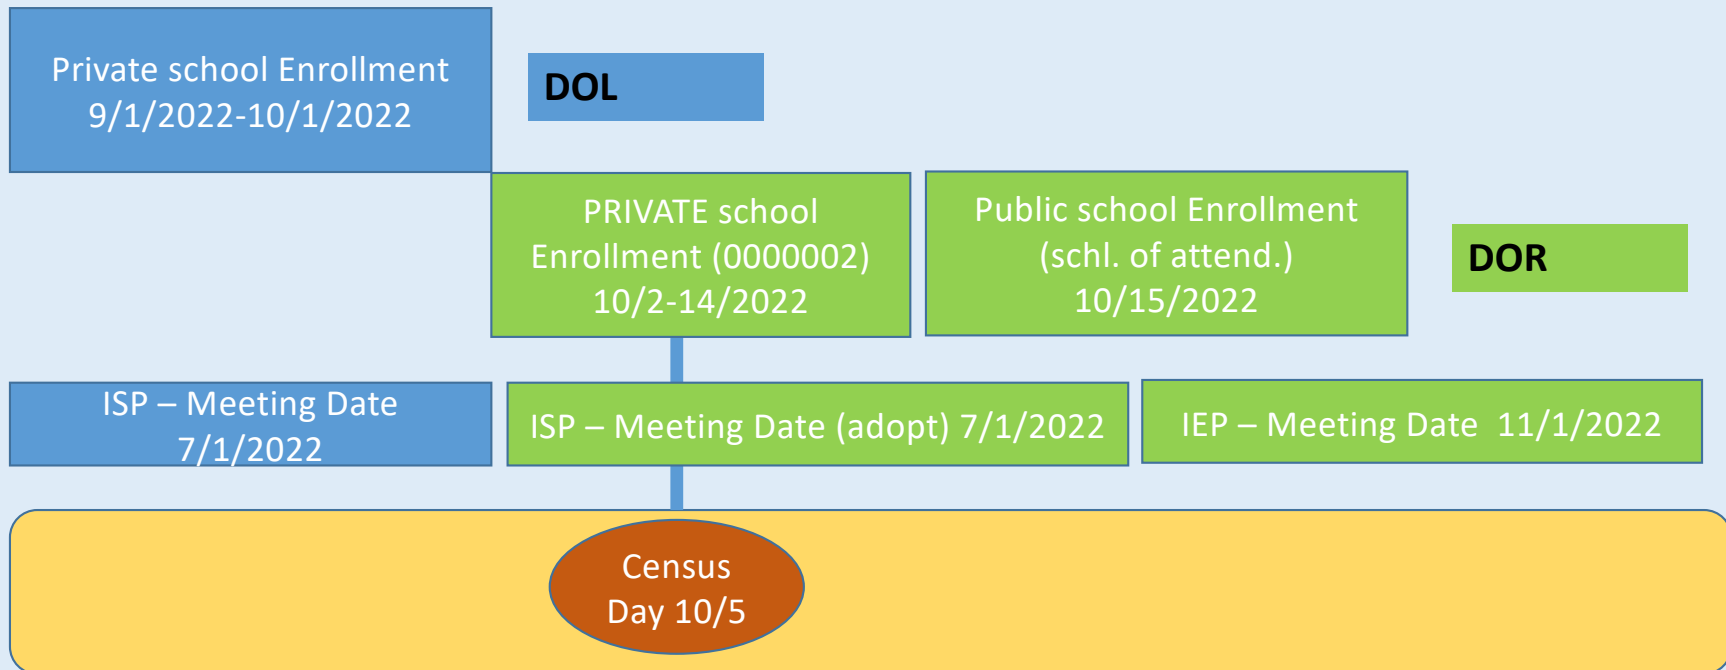 Private school Enrollment
9/1/2022-10/1/2022
DOL
PRIVATE school
Enrollment (0000002)
10/2-14/2022
Public school Enrollment
(schl. of attend.)
10/15/2022
DOR
ISP – Meeting Date
7/1/2022
ISP – Meeting Date (adopt) 7/1/2022
IEP – Meeting Date 11/1/2022
Census
Day 10/5